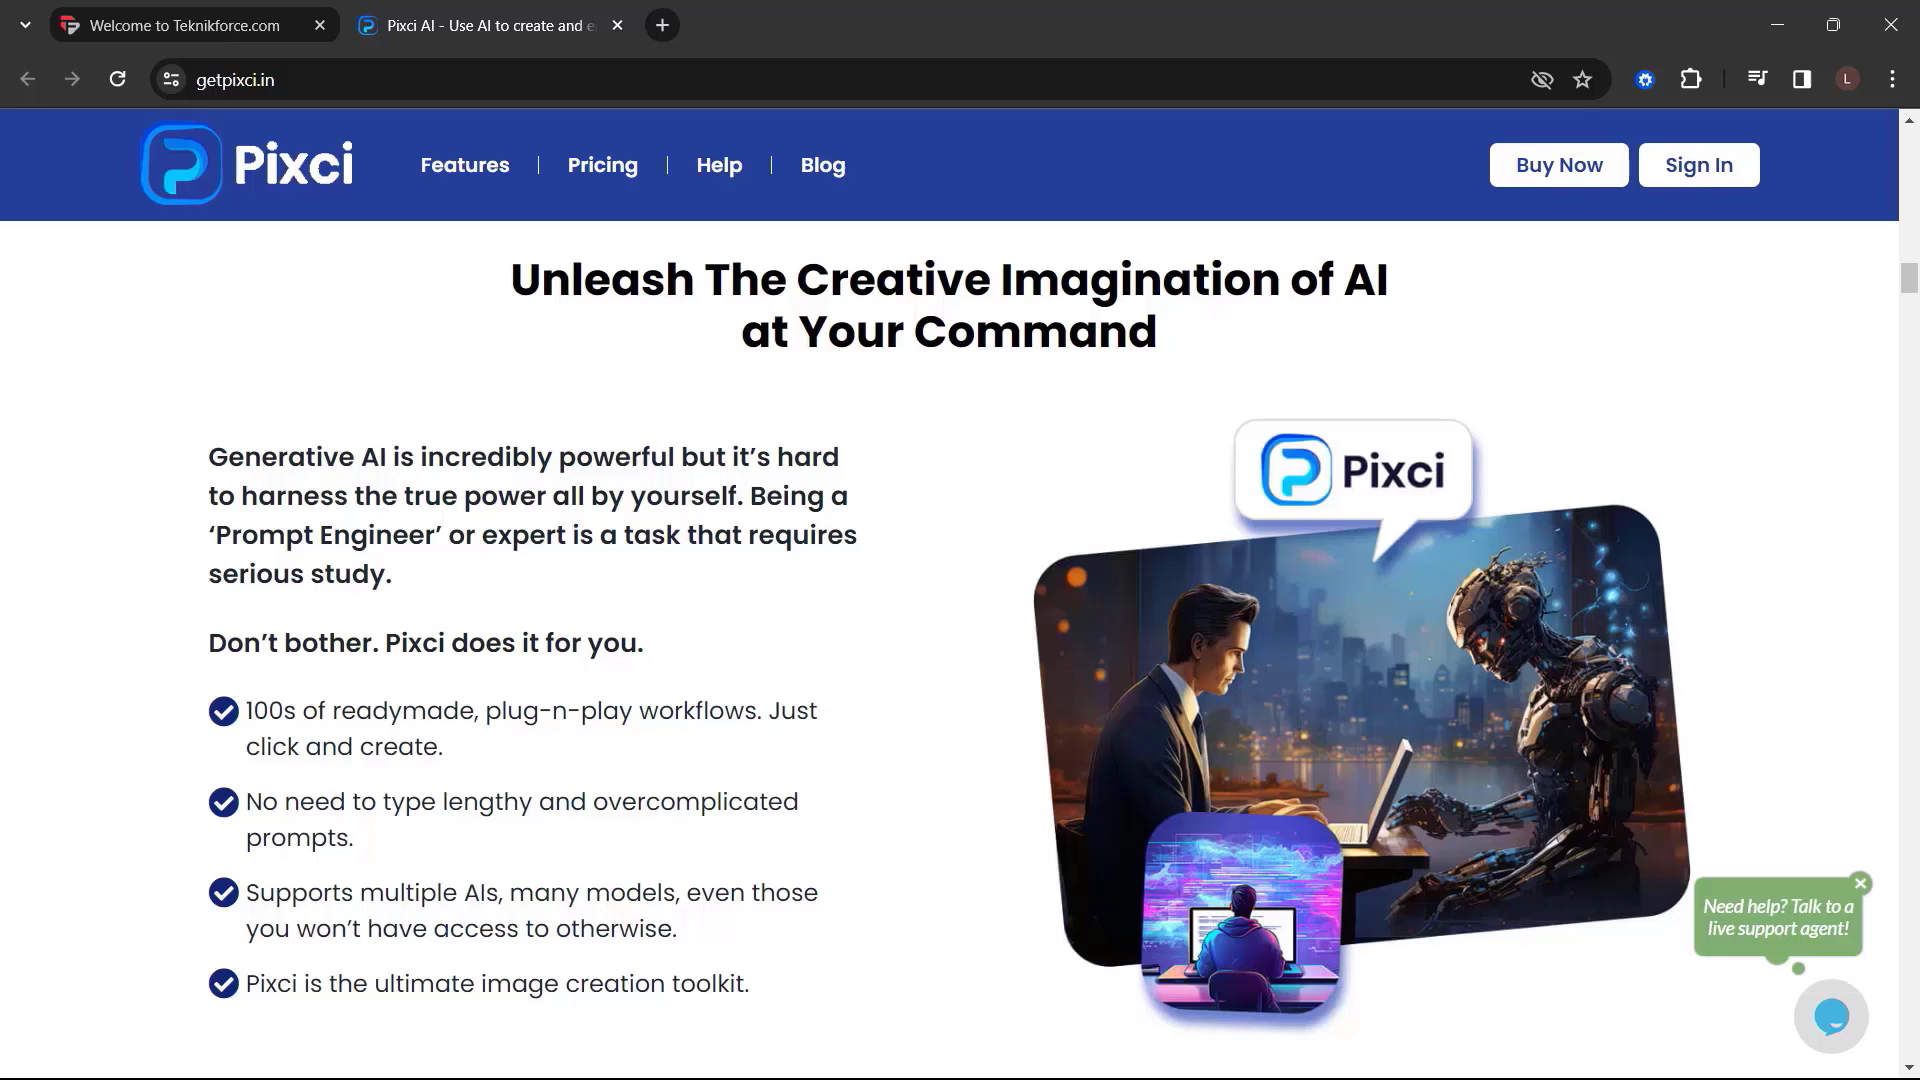 Welcome to Teknikforce.com
Pixci AI - Use AI to create and e
getpixci.in
L
Pixci
Features
Pricing
Help
Blog
Buy Now
Sign In
Unleash The Creative Imagination of AI
at Your Command
Generative AI is incredibly powerful but it’s hard
to harness the true power all by yourself. Being a
‘Prompt Engineer’ or expert is a task that requires
serious study.
Don’t bother. Pixci does it for you.
100s of readymade, plug-n-play workflows. Just
click and create.
No need to type lengthy and overcomplicated
prompts.
Supports multiple AIs, many models, even those
you won’t have access to otherwise.
Pixci is the ultimate image creation toolkit.
Pixci
Need help? Talk to a
live support agent!